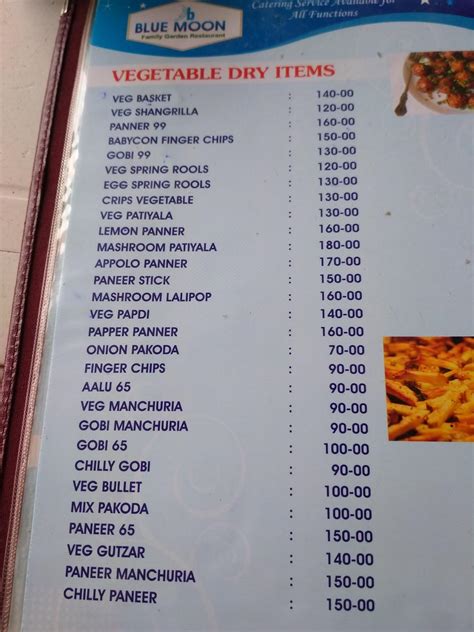 BLUE MOON
Family Garden Restaurant
Catering Service Available for
All Functions
VEGETABLE DRY ITEMS
VEG BASKET : 140-00
VEG SHANGRILLA : 120-00
PANNER 99 : 160-00
BABYCON FINGER CHIPS : 150-00
GOBI 99 : 130-00
VEG SPRING ROOLS : 120-00
EGG SPRING ROOLS : 130-00
CRIPS VEGETABLE : 130-00
VEG PATIYALA : 130-00
LEMON PANNER : 160-00
MASHROOM PATIYALA : 180-00
APPOLO PANNER : 170-00
PANEER STICK : 150-00
MASHROOM LALIPOP : 160-00
VEG PAPDI : 140-00
PAPPER PANNER : 160-00
ONION PAKODA : 70-00
FINGER CHIPS : 90-00
AALU 65 : 90-00
VEG MANCHURIA : 90-00
GOBI MANCHURIA : 90-00
GOBI 65 : 100-00
CHILLY GOBI : 90-00
VEG BULLET : 100-00
MIX PAKODA : 100-00
PANEER 65 : 150-00
VEG GUTZAR : 140-00
PANEER MANCHURIA : 150-00
CHILLY PANEER : 150-00